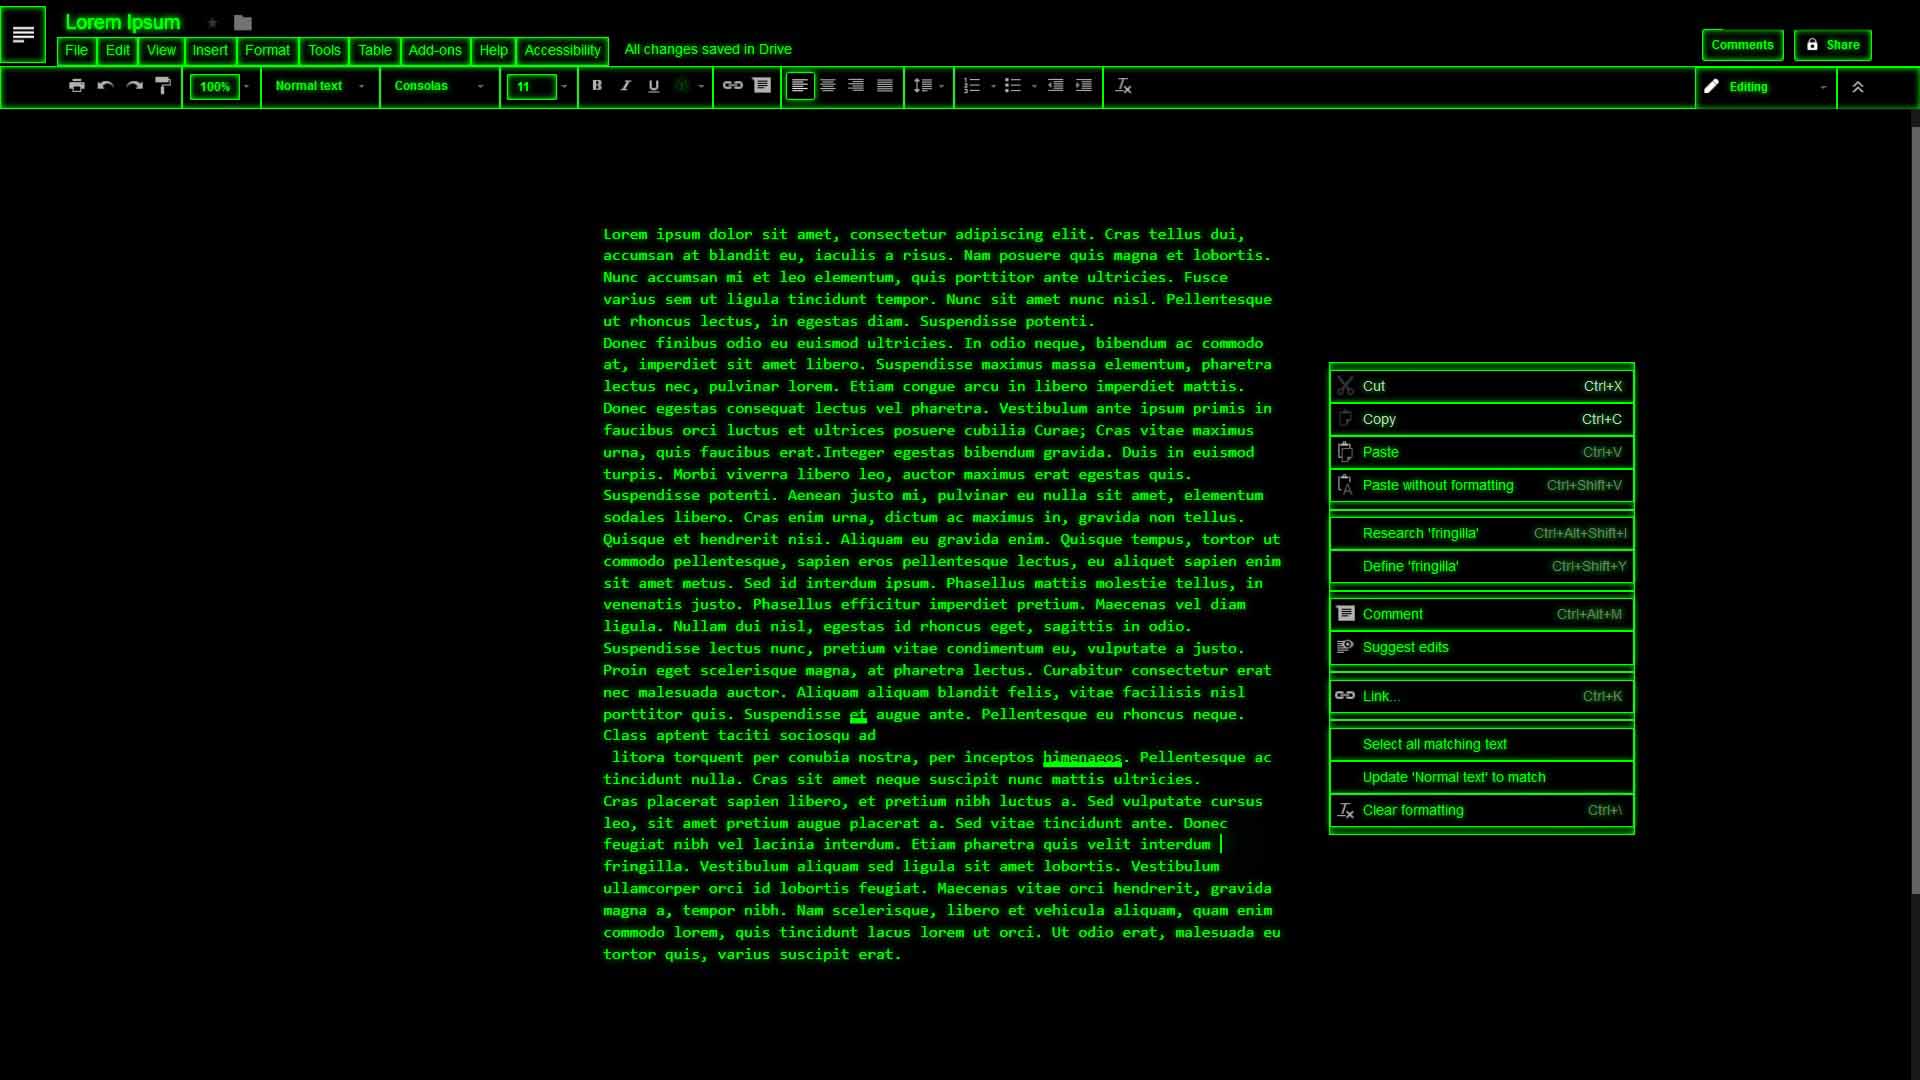 Lorem Ipsum
File Edit View Insert Format Tools Table Add-ons Help Accessibility All changes saved in Drive
Comments Share
100% Normal text Consolas 11 B I U Editing
Lorem ipsum dolor sit amet, consectetur adipiscing elit. Cras tellus dui,
accumsan at blandit eu, iaculis a risus. Nam posuere quis magna et lobortis.
Nunc accumsan mi et leo elementum, quis porttitor ante ultricies. Fusce
varius sem ut ligula tincidunt tempor. Nunc sit amet nunc nisl. Pellentesque
ut rhoncus lectus, in egestas diam. Suspendisse potenti.
Donec finibus odio eu euismod ultricies. In odio neque, bibendum ac commodo
at, imperdiet sit amet libero. Suspendisse maximus massa elementum, pharetra
lectus nec, pulvinar lorem. Etiam congue arcu in libero imperdiet mattis.
Donec egestas consequat lectus vel pharetra. Vestibulum ante ipsum primis in
faucibus orci luctus et ultrices posuere cubilia Curae; Cras vitae maximus
urna, quis faucibus erat.Integer egestas bibendum gravida. Duis in euismod
turpis. Morbi viverra libero leo, auctor maximus erat egestas quis.
Suspendisse potenti. Aenean justo mi, pulvinar eu nulla sit amet, elementum
sodales libero. Cras enim urna, dictum ac maximus in, gravida non tellus.
Quisque et hendrerit nisi. Aliquam eu gravida enim. Quisque tempus, tortor ut
commodo pellentesque, sapien eros pellentesque lectus, eu aliquet sapien enim
sit amet metus. Sed id interdum ipsum. Phasellus mattis molestie tellus, in
venenatis justo. Phasellus efficitur imperdiet pretium. Maecenas vel diam
ligula. Nullam dui nisl, egestas id rhoncus eget, sagittis in odio.
Suspendisse lectus nunc, pretium vitae condimentum eu, vulputate a justo.
Proin eget scelerisque magna, at pharetra lectus. Curabitur consectetur erat
nec malesuada auctor. Aliquam aliquam blandit felis, vitae facilisis nisl
porttitor quis. Suspendisse et augue ante. Pellentesque eu rhoncus neque.
Class aptent taciti sociosqu ad
litora torquent per conubia nostra, per inceptos himenaeos. Pellentesque ac
tincidunt nulla. Cras sit amet neque suscipit nunc mattis ultricies.
Cras placerat sapien libero, et pretium nibh luctus a. Sed vulputate cursus
leo, sit amet pretium augue placerat a. Sed vitae tincidunt ante. Donec
feugiat nibh vel lacinia interdum. Etiam pharetra quis velit interdum
fringilla. Vestibulum aliquam sed ligula sit amet lobortis. Vestibulum
ullamcorper orci id lobortis feugiat. Maecenas vitae orci hendrerit, gravida
magna a, tempor nibh. Nam scelerisque, libero et vehicula aliquam, quam enim
commodo lorem, quis tincidunt lacus lorem ut orci. Ut odio erat, malesuada eu
tortor quis, varius suscipit erat.
Cut Ctrl+X
Copy Ctrl+C
Paste Ctrl+V
Paste without formatting Ctrl+Shift+V
Research 'fringilla' Ctrl+Alt+Shift+I
Define 'fringilla' Ctrl+Shift+Y
Comment Ctrl+Alt+M
Suggest edits
Link... Ctrl+K
Select all matching text
Update 'Normal text' to match
Clear formatting Ctrl+\